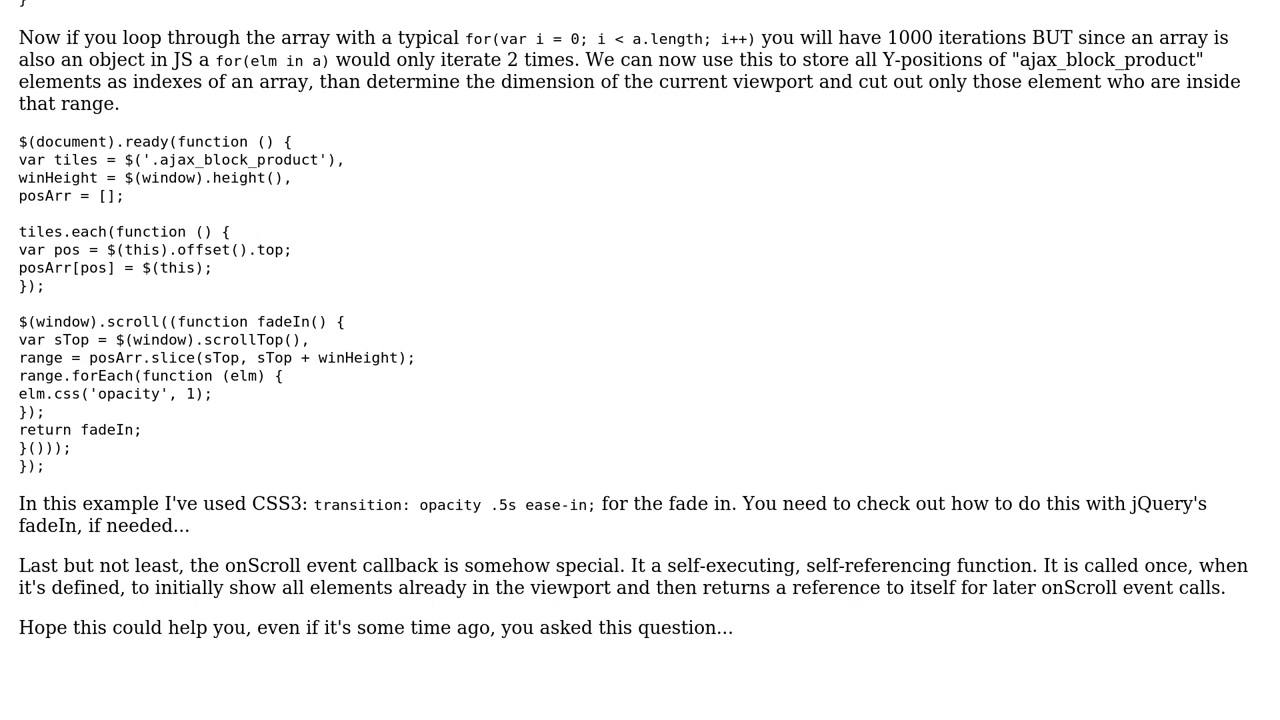 }
Now if you loop through the array with a typical for(var i = 0; i < a.length; i++) you will have 1000 iterations BUT since an array is
also an object in JS a for(elm in a) would only iterate 2 times. We can now use this to store all Y-positions of "ajax_block_product"
elements as indexes of an array, than determine the dimension of the current viewport and cut out only those element who are inside
that range.
$(document).ready(function () {
var tiles = $('.ajax_block_product'),
winHeight = $(window).height(),
posArr = [];
tiles.each(function () {
var pos = $(this).offset().top;
posArr[pos] = $(this);
});
$(window).scroll((function fadeIn() {
var sTop = $(window).scrollTop(),
range = posArr.slice(sTop, sTop + winHeight);
range.forEach(function (elm) {
elm.css('opacity', 1);
});
return fadeIn;
}()));
});
In this example I've used CSS3: transition: opacity .5s ease-in; for the fade in. You need to check out how to do this with jQuery's
fadeIn, if needed...
Last but not least, the onScroll event callback is somehow special. It a self-executing, self-referencing function. It is called once, when
it's defined, to initially show all elements already in the viewport and then returns a reference to itself for later onScroll event calls.
Hope this could help you, even if it's some time ago, you asked this question...